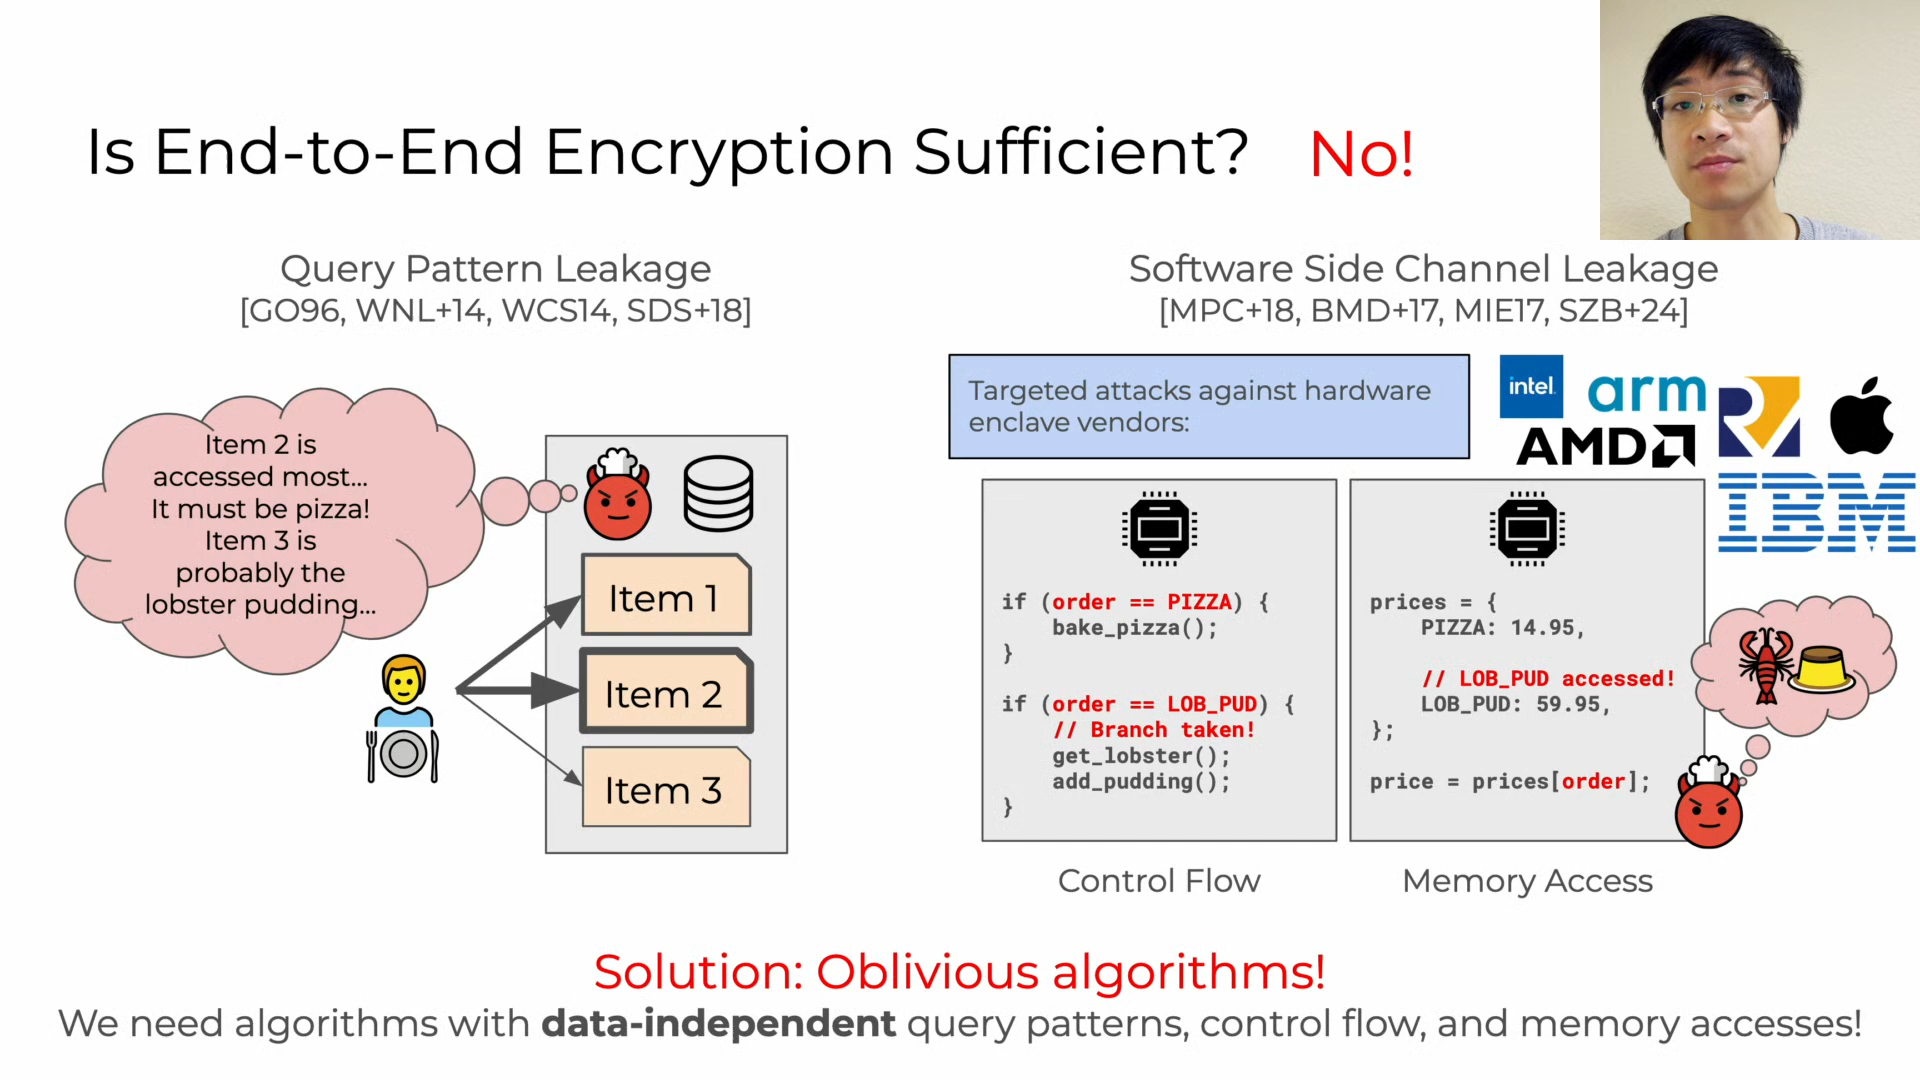 Is End-to-End Encryption Sufficient? No!
Query Pattern Leakage
[GO96, WNL+14, WCS14, SDS+18]
Item 2 is
accessed most...
It must be pizza!
Item 3 is
probably the
lobster pudding...
Item 1
Item 2
Item 3
Software Side Channel Leakage
[MPC+18, BMD+17, MIE17, SZB+24]
Targeted attacks against hardware
enclave vendors:
intel
arm
AMD
IBM
if (order == PIZZA) {
    bake_pizza();
}
if (order == LOB_PUD) {
    // Branch taken!
    get_lobster();
    add_pudding();
}
Control Flow
prices = {
    PIZZA: 14.95,
    // LOB_PUD accessed!
    LOB_PUD: 59.95,
};
price = prices[order];
Memory Access
Solution: Oblivious algorithms!
We need algorithms with data-independent query patterns, control flow, and memory accesses!